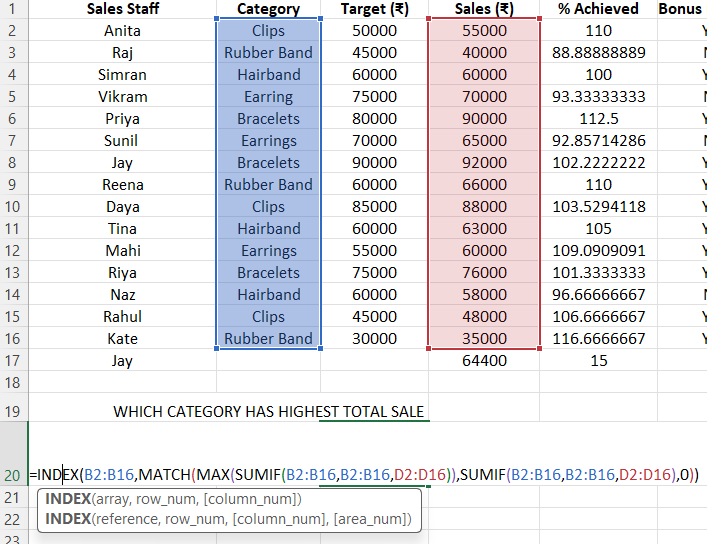 1 Sales Staff Category Target (₹) Sales (₹) % Achieved Bonus
2 Anita Clips 50000 55000 110 Y
3 Raj Rubber Band 45000 40000 88.88888889
4 Simran Hairband 60000 60000 100 Y
5 Vikram Earring 75000 70000 93.33333333
6 Priya Bracelets 80000 90000 112.5 Y
7 Sunil Earrings 70000 65000 92.85714286
8 Jay Bracelets 90000 92000 102.2222222 Y
9 Reena Rubber Band 60000 66000 110 Y
10 Daya Clips 85000 88000 103.5294118 Y
11 Tina Hairband 60000 63000 105 Y
12 Mahi Earrings 55000 60000 109.0909091 Y
13 Riya Bracelets 75000 76000 101.3333333 Y
14 Naz Hairband 60000 58000 96.66666667
15 Rahul Clips 45000 48000 106.6666667 Y
16 Kate Rubber Band 30000 35000 116.6666667 Y
17 Jay 64400 15
18
19 WHICH CATEGORY HAS HIGHEST TOTAL SALE
20 =INDEX(B2:B16,MATCH(MAX(SUMIF(B2:B16,B2:B16,D2:D16)),SUMIF(B2:B16,B2:B16,D2:D16),0))
21 INDEX(array, row_num, [column_num])
22 INDEX(reference, row_num, [column_num], [area_num])
23